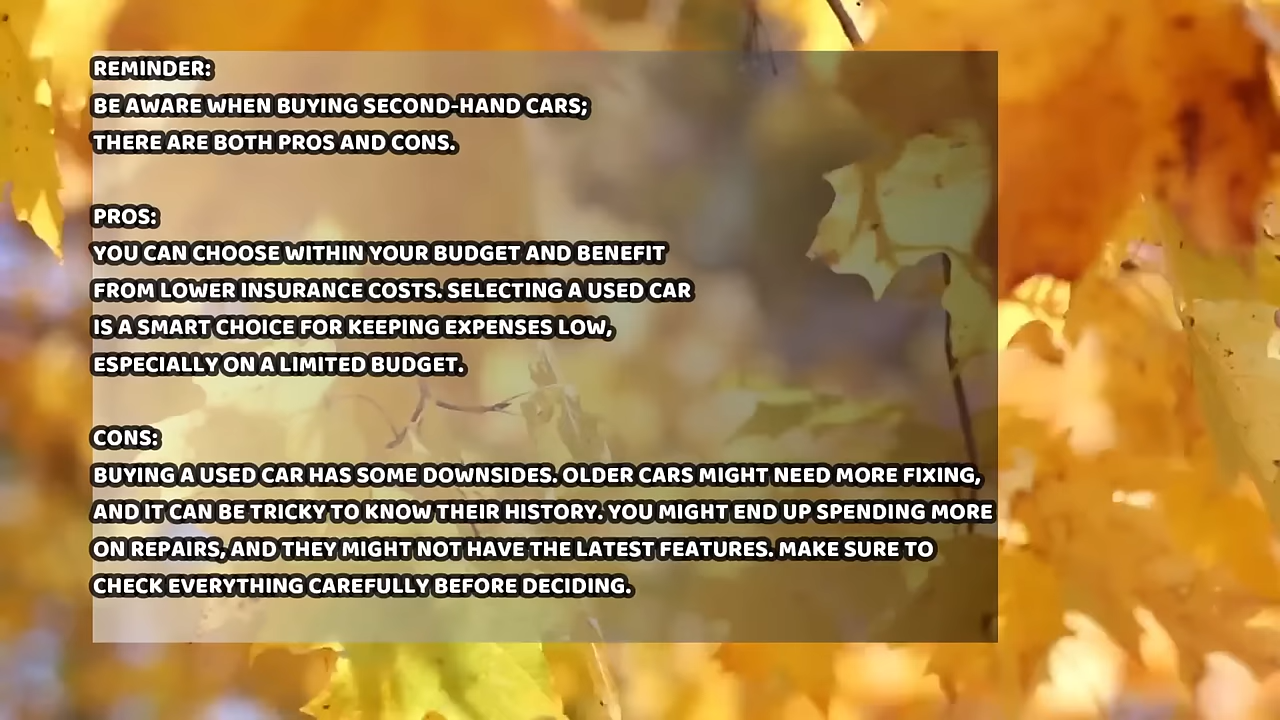 REMINDER:
BE AWARE WHEN BUYING SECOND-HAND CARS;
THERE ARE BOTH PROS AND CONS.
PROS:
YOU CAN CHOOSE WITHIN YOUR BUDGET AND BENEFIT
FROM LOWER INSURANCE COSTS. SELECTING A USED CAR
IS A SMART CHOICE FOR KEEPING EXPENSES LOW,
ESPECIALLY ON A LIMITED BUDGET.
CONS:
BUYING A USED CAR HAS SOME DOWNSIDES. OLDER CARS MIGHT NEED MORE FIXING,
AND IT CAN BE TRICKY TO KNOW THEIR HISTORY. YOU MIGHT END UP SPENDING MORE
ON REPAIRS, AND THEY MIGHT NOT HAVE THE LATEST FEATURES. MAKE SURE TO
CHECK EVERYTHING CAREFULLY BEFORE DECIDING.